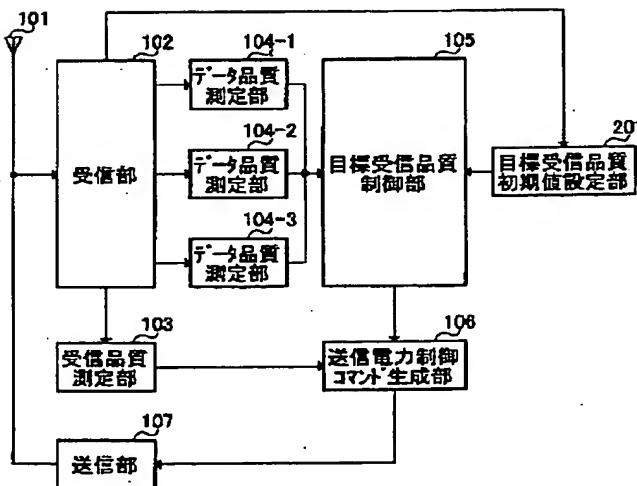 101
102
受信部
104-1
データ品質
測定部
104-2
データ品質
測定部
104-3
データ品質
測定部
105
目標受信品質
制御部
201
目標受信品質
初期値設定部
103
受信品質
測定部
106
送信電力制御
コマンド生成部
107
送信部